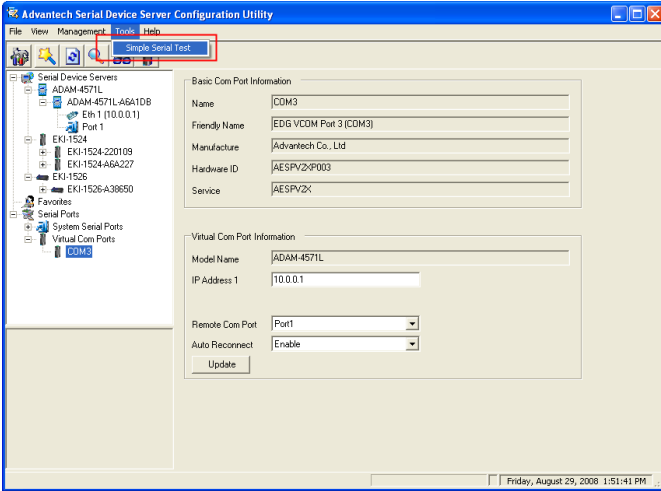 Advantech Serial Device Server Configuration Utility
File View Management Tools Help
Simple Serial Test
Serial Device Servers
ADAM-4571L
ADAM-4571L-A6A1DB
Eth 1 (10.0.0.1)
Port 1
EKI-1524
EKI-1524-220109
EKI-1524-A6A227
EKI-1526
EKI-1526-A38650
Favorites
Serial Ports
System Serial Ports
Virtual Com Ports
COM3
Basic Com Port Information
Name COM3
Friendly Name EDG VCOM Port 3 (COM3)
Manufacture Advantech Co., Ltd
Hardware ID AESPV2XP003
Service AESPV2X
Virtual Com Port Information
Model Name ADAM-4571L
IP Address 1 10.0.0.1
Remote Com Port Port1
Auto Reconnect Enable
Update
Friday, August 29, 2008 1:51:41 PM